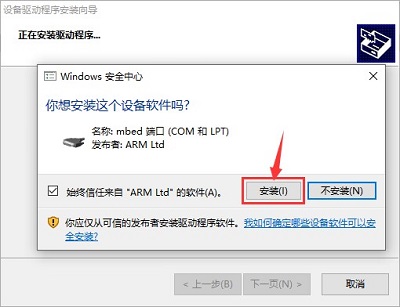 设备驱动程序安装向导
正在安装驱动程序...
Windows 安全中心
你想安装这个设备软件吗?
名称: mbed 端口 (COM 和 LPT)
发布者: ARM Ltd
始终信任来自 "ARM Ltd" 的软件(A)。
安装(I)
不安装(N)
你应仅从可信的发布者安装驱动程序软件。我如何确定哪些设备软件可以安
安全安装?
< 上一步(B)
下一页(N) >
取消